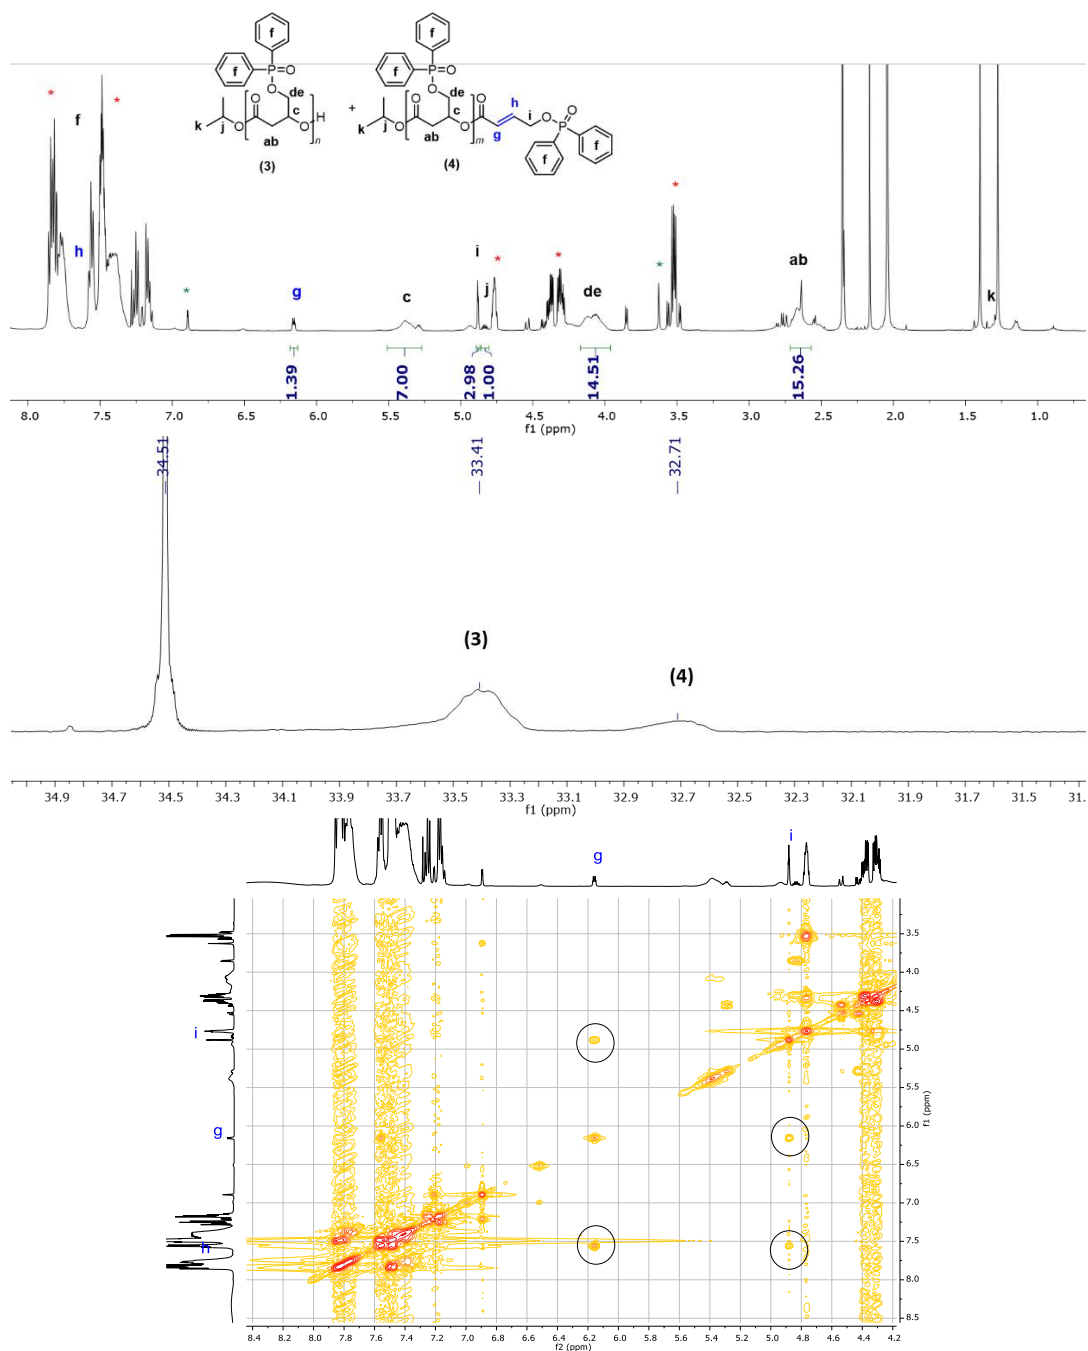 f f
P=O
O
de
O
c
k j O O H
ab n
(3)
+
f f
P=O
O
de
O
c
k j O O
ab m
O h
g i
O P=O
f f
(4)
* f * h * g c i j * * de * * ab k
1.39 7.00 2.98 1.00 14.51 15.26
8.0 7.5 7.0 6.5 6.0 5.5 5.0 4.5 4.0 3.5 3.0 2.5 2.0 1.5 1.0
f1 (ppm)
34.51 33.41 32.71
(3)
(4)
34.9 34.7 34.5 34.3 34.1 33.9 33.7 33.5 33.3 33.1 32.9 32.7 32.5 32.3 32.1 31.9 31.7 31.5 31.
f1 (ppm)
g i
i
g
h
3.5
4.0
4.5
5.0
5.5
6.0
6.5
7.0
7.5
8.0
8.5
f1 (ppm)
8.4 8.2 8.0 7.8 7.6 7.4 7.2 7.0 6.8 6.6 6.4 6.2 6.0 5.8 5.6 5.4 5.2 5.0 4.8 4.6 4.4 4.2
f2 (ppm)